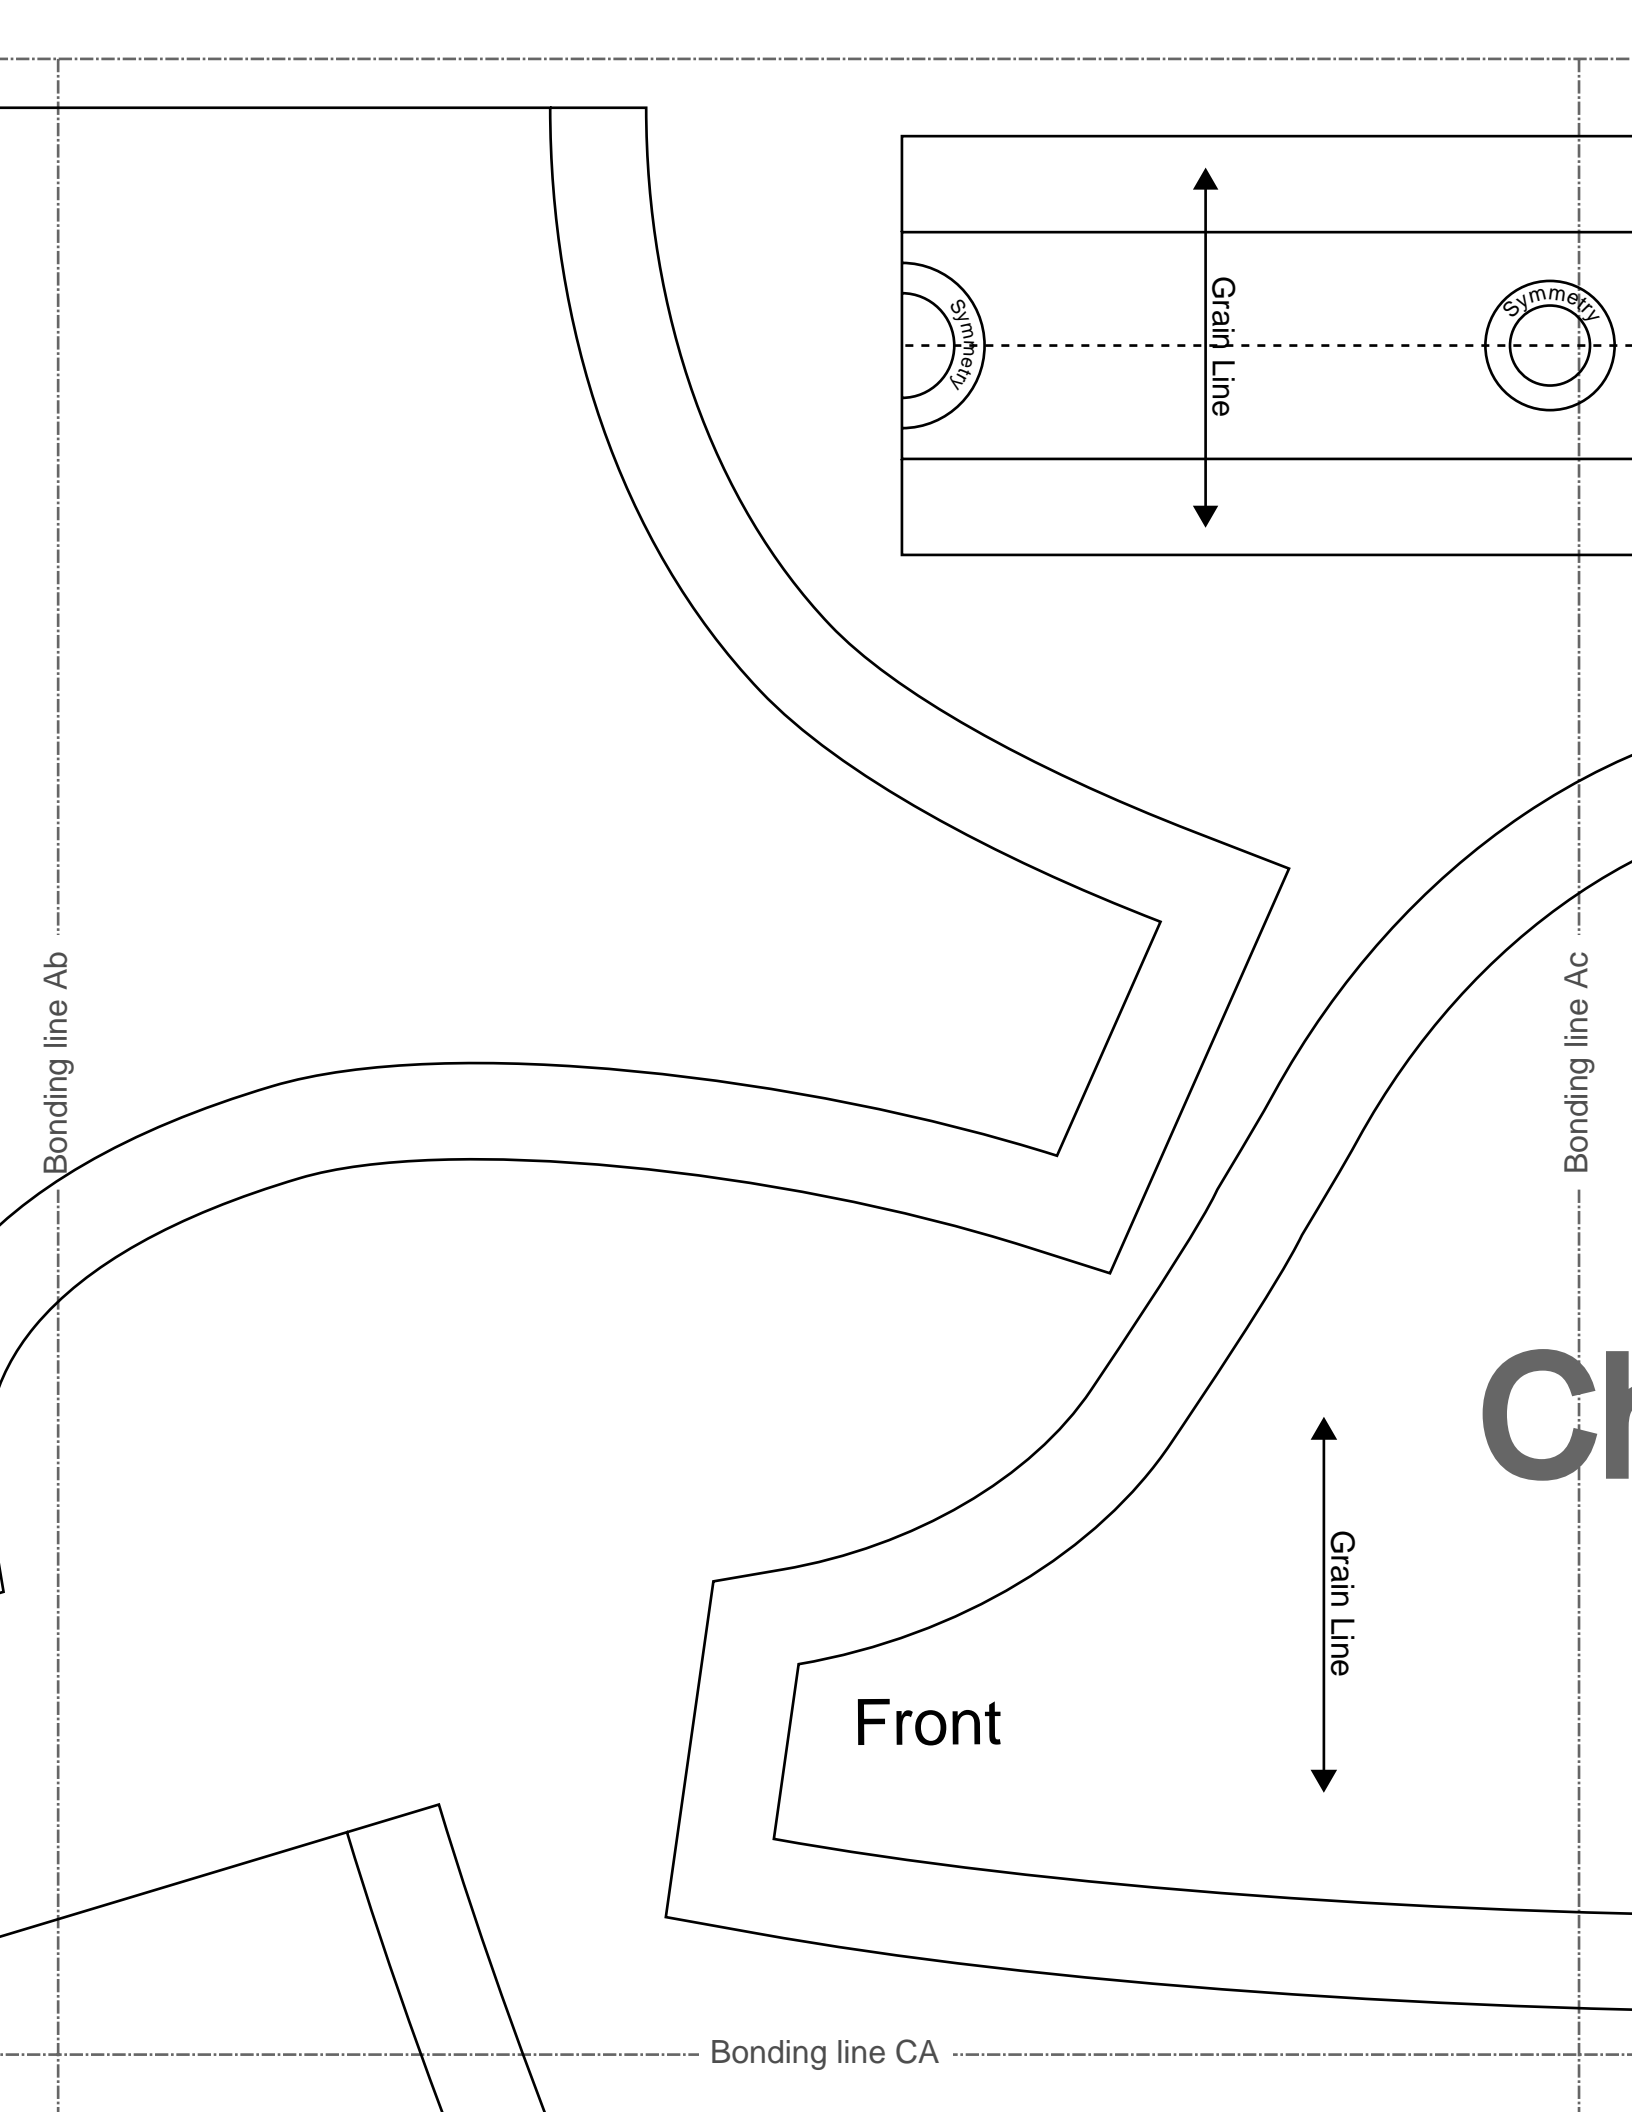 Grain Line
Symmetry
Symmetry
Bonding line Ab
Bonding line Ac
Grain Line
Front
Bonding line CA